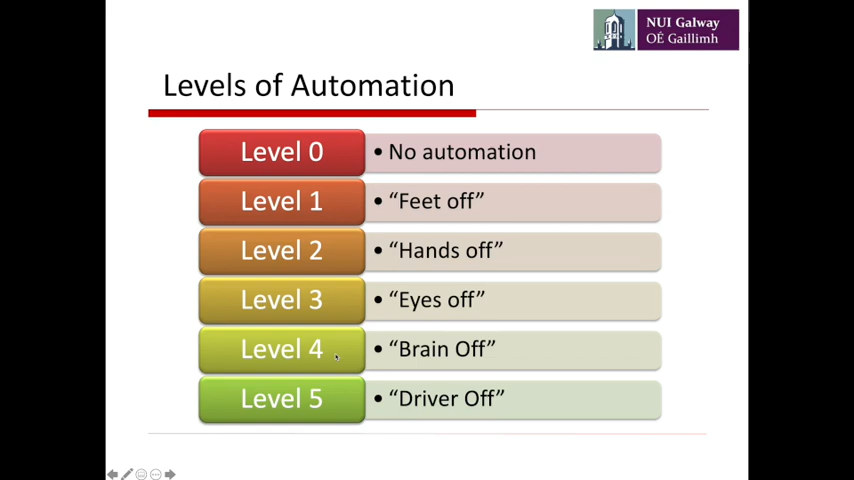 NUI Galway
OÉ Gaillimh
Levels of Automation
Level 0
• No automation
Level 1
• “Feet off”
Level 2
• “Hands off”
Level 3
• “Eyes off”
Level 4
• “Brain Off”
Level 5
• “Driver Off”